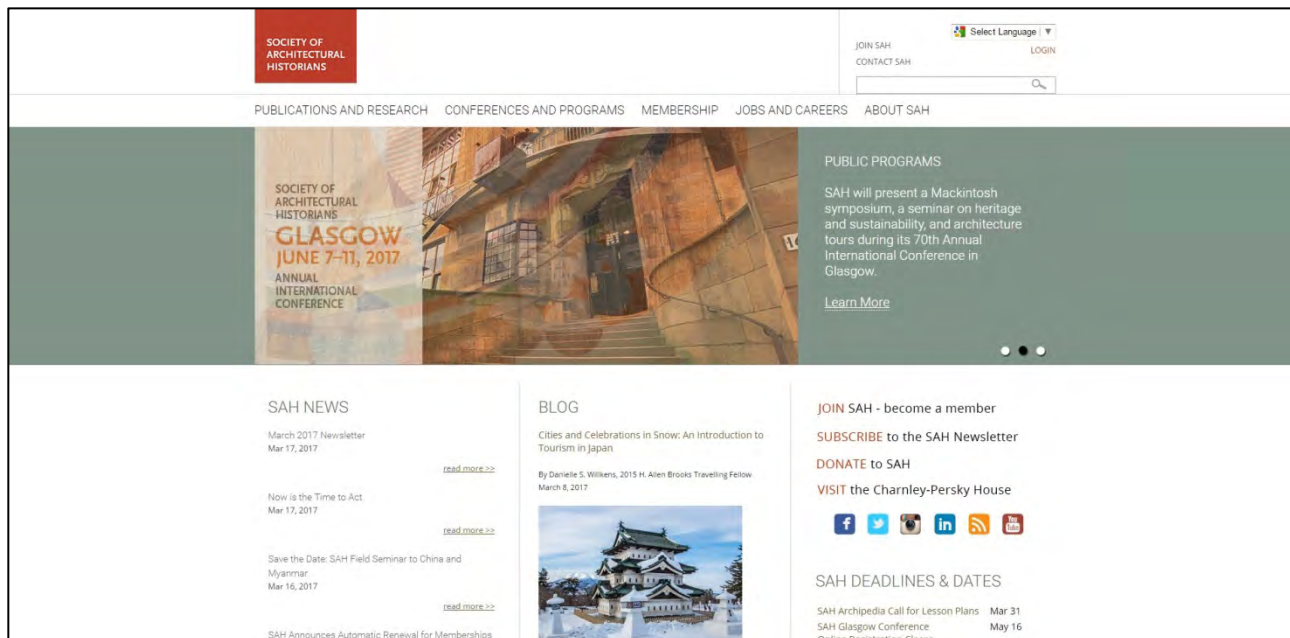 SOCIETY OF
ARCHITECTURAL
HISTORIANS
Select Language ▼
JOIN SAH
LOGIN
CONTACT SAH
PUBLICATIONS AND RESEARCH CONFERENCES AND PROGRAMS MEMBERSHIP JOBS AND CAREERS ABOUT SAH
SOCIETY OF
ARCHITECTURAL
HISTORIANS
GLASGOW
JUNE 7–11, 2017
ANNUAL
INTERNATIONAL
CONFERENCE
PUBLIC PROGRAMS
SAH will present a Mackintosh
symposium, a seminar on heritage
and sustainability, and architecture
tours during its 70th Annual
International Conference in
Glasgow.
Learn More
SAH NEWS
March 2017 Newsletter
Mar 17, 2017
read more >>
Now is the Time to Act
Mar 17, 2017
read more >>
Save the Date: SAH Field Seminar to China and
Myanmar
Mar 16, 2017
read more >>
SAH Announces Automatic Renewal for Memberships
BLOG
Cities and Celebrations in Snow: An Introduction to
Tourism in Japan
By Danielle S. Willkens, 2015 H. Allen Brooks Travelling Fellow
March 8, 2017
JOIN SAH - become a member
SUBSCRIBE to the SAH Newsletter
DONATE to SAH
VISIT the Charnley-Persky House
You
Tube
SAH DEADLINES & DATES
SAH Archipedia Call for Lesson Plans Mar 31
SAH Glasgow Conference May 16
Online Registration Closes